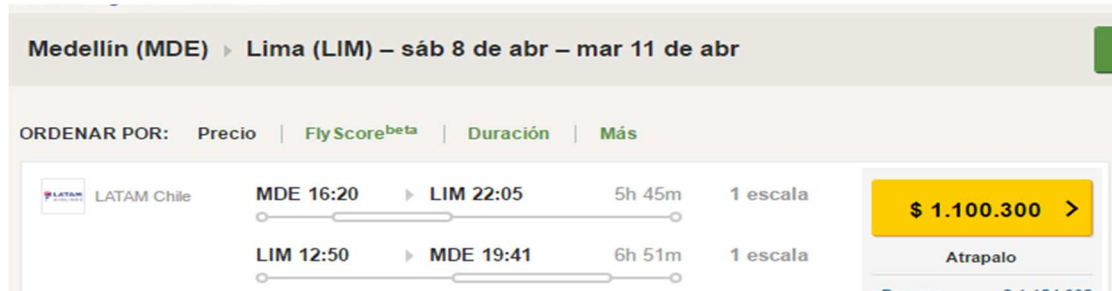 Medellín (MDE) Lima (LIM) – sáb 8 de abr – mar 11 de abr
ORDENAR POR: Precio | FlyScore beta | Duración | Más
LATAM LATAM Chile MDE 16:20 LIM 22:05 5h 45m 1 escala
$ 1.100.300 >
LIM 12:50 MDE 19:41 6h 51m 1 escala
Atrapalo